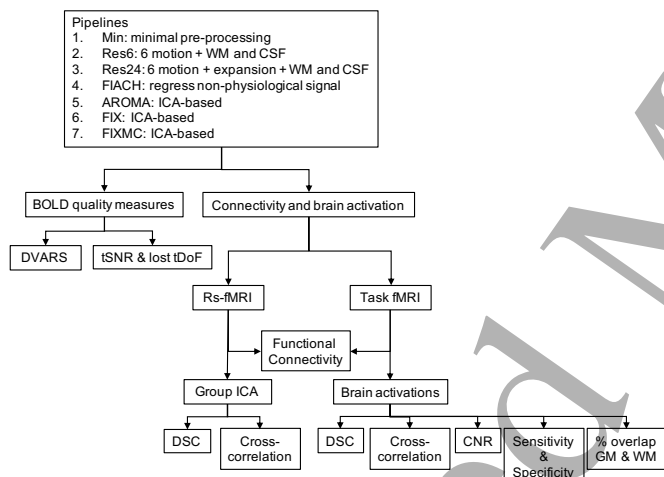 Pipelines
1. Min: minimal pre-processing
2. Res6: 6 motion + WM and CSF
3. Res24: 6 motion + expansion + WM and CSF
4. FIACH: regress non-physiological signal
5. AROMA: ICA-based
6. FIX: ICA-based
7. FIXMC: ICA-based
BOLD quality measures
Connectivity and brain activation
DVARS
tSNR & lost tDoF
Rs-fMRI
Task fMRI
Functional
Connectivity
Group ICA
Brain activations
DSC
Cross-
correlation
DSC
Cross-
correlation
CNR
Sensitivity
&
Specificity
% overlap
GM & WM